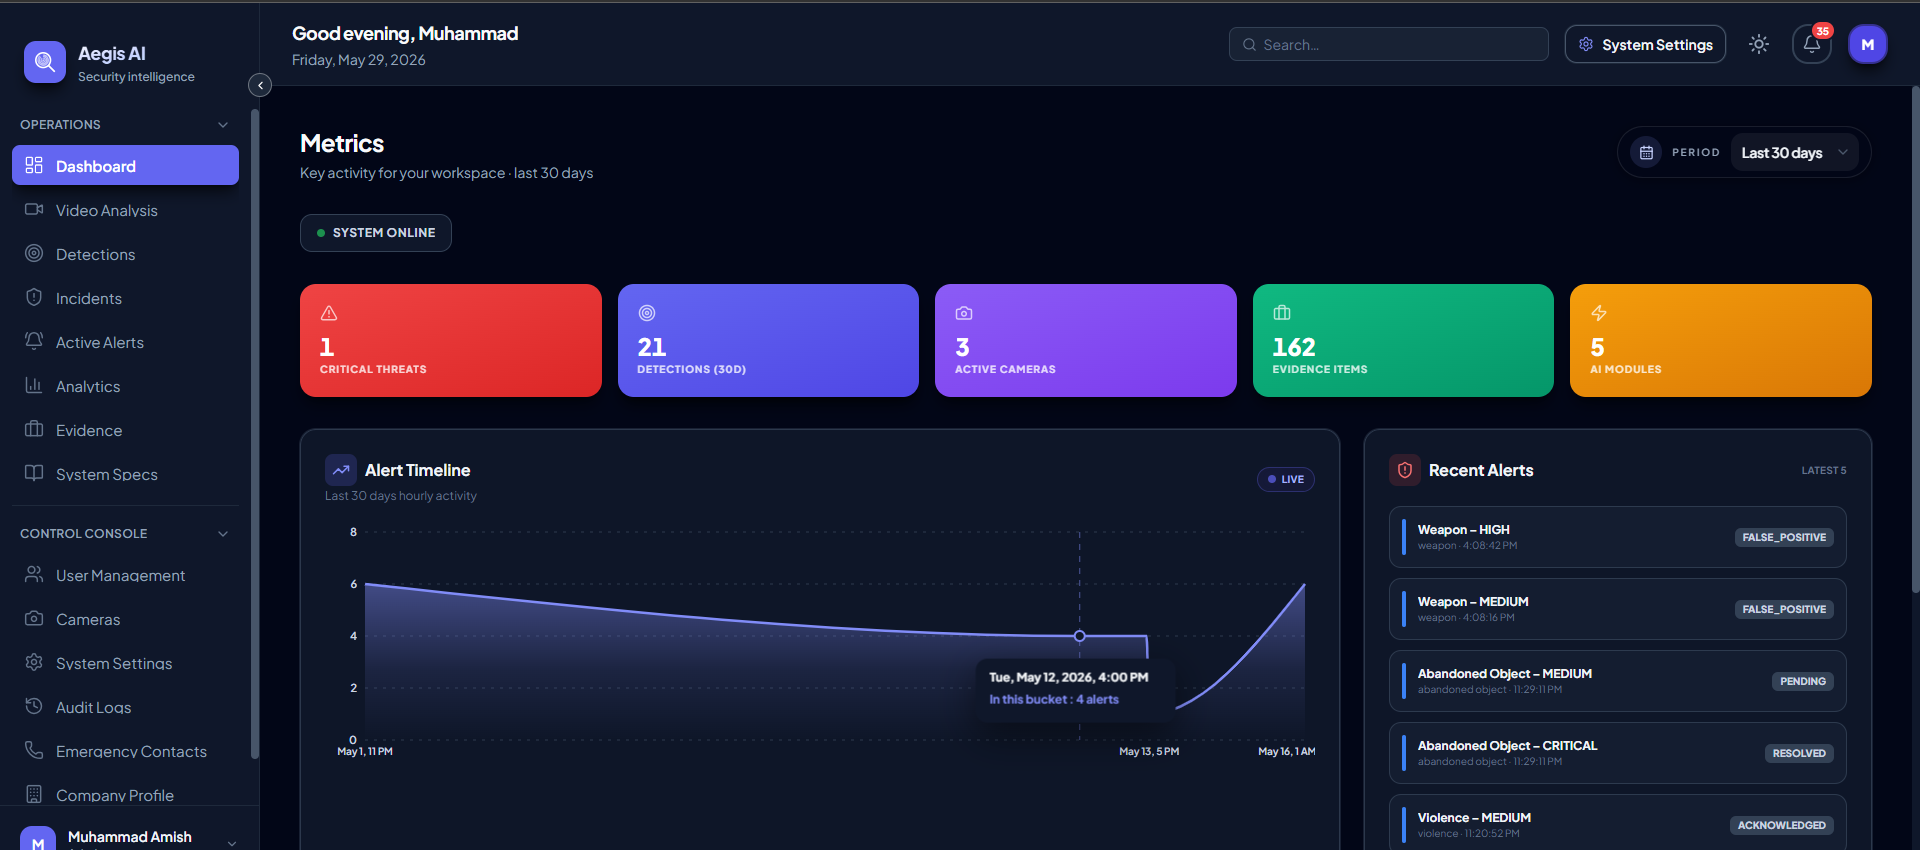 Aegis AI
Security intelligence
OPERATIONS
Dashboard
Video Analysis
Detections
Incidents
Active Alerts
Analytics
Evidence
System Specs
CONTROL CONSOLE
User Management
Cameras
System Settings
Audit Logs
Emergency Contacts
Company Profile
M
Muhammad Amish
Good evening, Muhammad
Friday, May 29, 2026
Search...
System Settings
35
M
Metrics
Key activity for your workspace · last 30 days
PERIOD
Last 30 days
SYSTEM ONLINE
1
CRITICAL THREATS
21
DETECTIONS (30D)
3
ACTIVE CAMERAS
162
EVIDENCE ITEMS
5
AI MODULES
Alert Timeline
Last 30 days hourly activity
LIVE
8
6
4
2
0
Tue, May 12, 2026, 4:00 PM
In this bucket : 4 alerts
May 1, 11 PM
May 13, 5 PM
May 16, 1 AM
Recent Alerts
LATEST 5
Weapon – HIGH
weapon · 4:08:42 PM
FALSE_POSITIVE
Weapon – MEDIUM
weapon · 4:08:16 PM
FALSE_POSITIVE
Abandoned Object – MEDIUM
abandoned object · 11:29:11 PM
PENDING
Abandoned Object – CRITICAL
abandoned object · 11:29:11 PM
RESOLVED
Violence – MEDIUM
violence · 11:20:52 PM
ACKNOWLEDGED